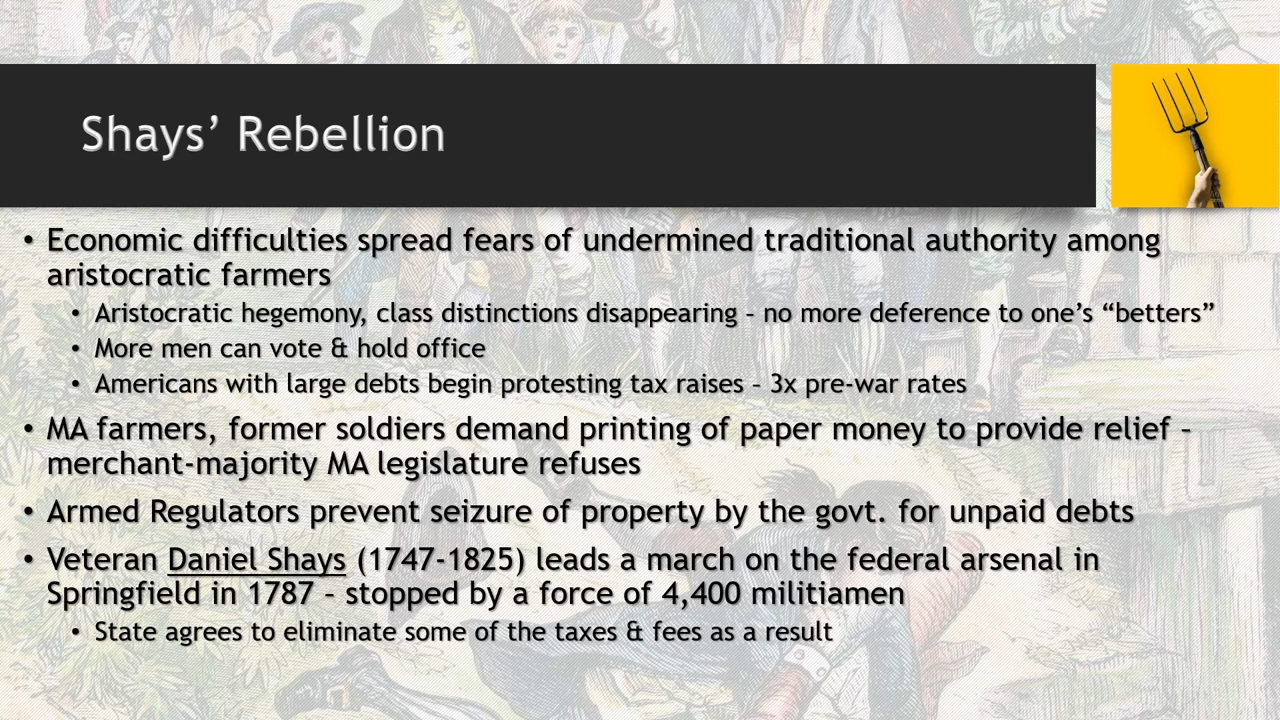 Shays’ Rebellion
• Economic difficulties spread fears of undermined traditional authority among
aristocratic farmers
• Aristocratic hegemony, class distinctions disappearing – no more deference to one’s “betters”
• More men can vote & hold office
• Americans with large debts begin protesting tax raises – 3x pre-war rates
• MA farmers, former soldiers demand printing of paper money to provide relief –
merchant-majority MA legislature refuses
• Armed Regulators prevent seizure of property by the govt. for unpaid debts
• Veteran Daniel Shays (1747-1825) leads a march on the federal arsenal in
Springfield in 1787 – stopped by a force of 4,400 militiamen
• State agrees to eliminate some of the taxes & fees as a result